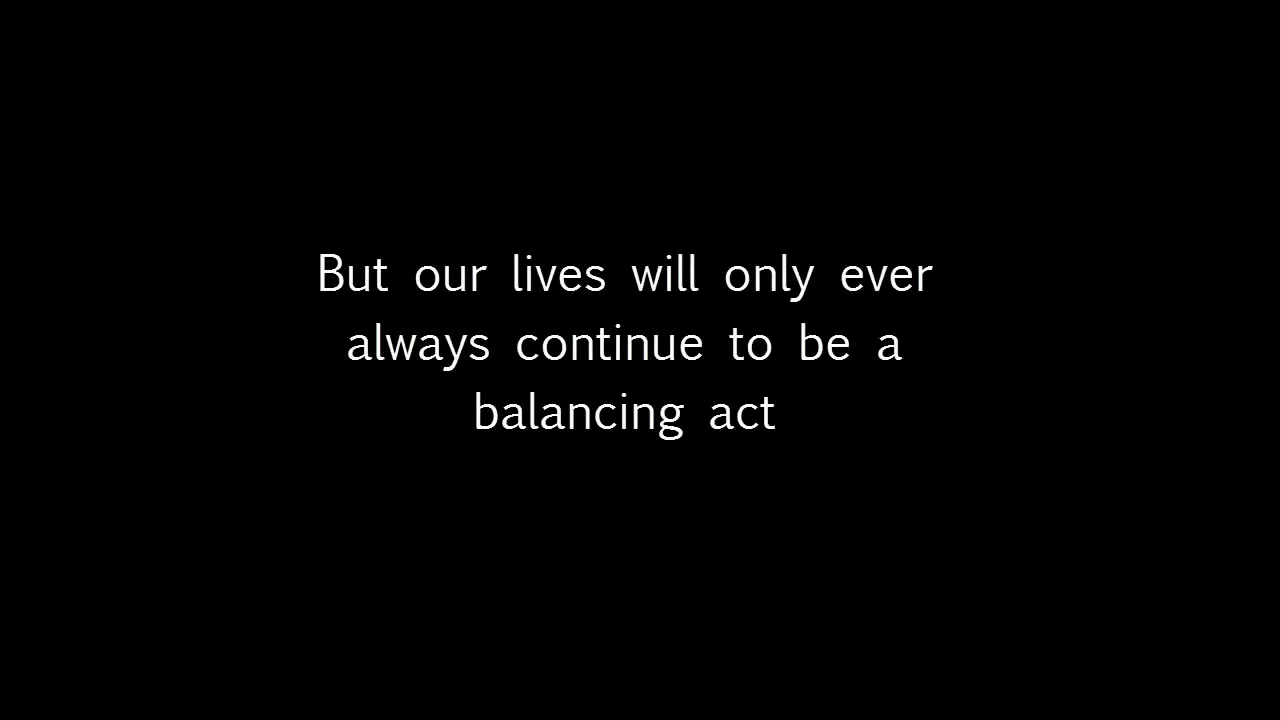 But our lives will only ever
always continue to be a
balancing act